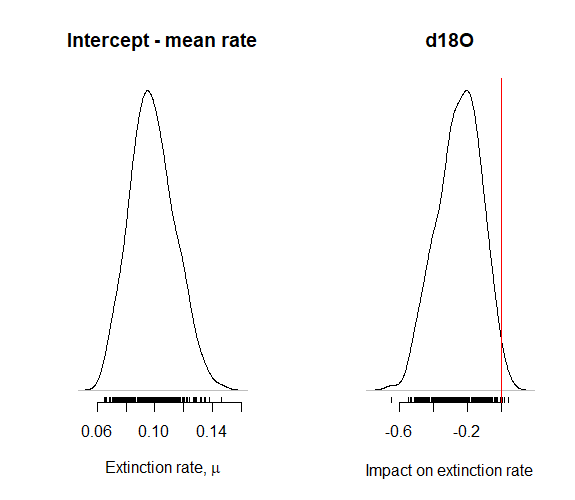 Intercept - mean rate
d18O
0.06 0.10 0.14
-0.6 -0.2
Extinction rate, μ
Impact on extinction rate